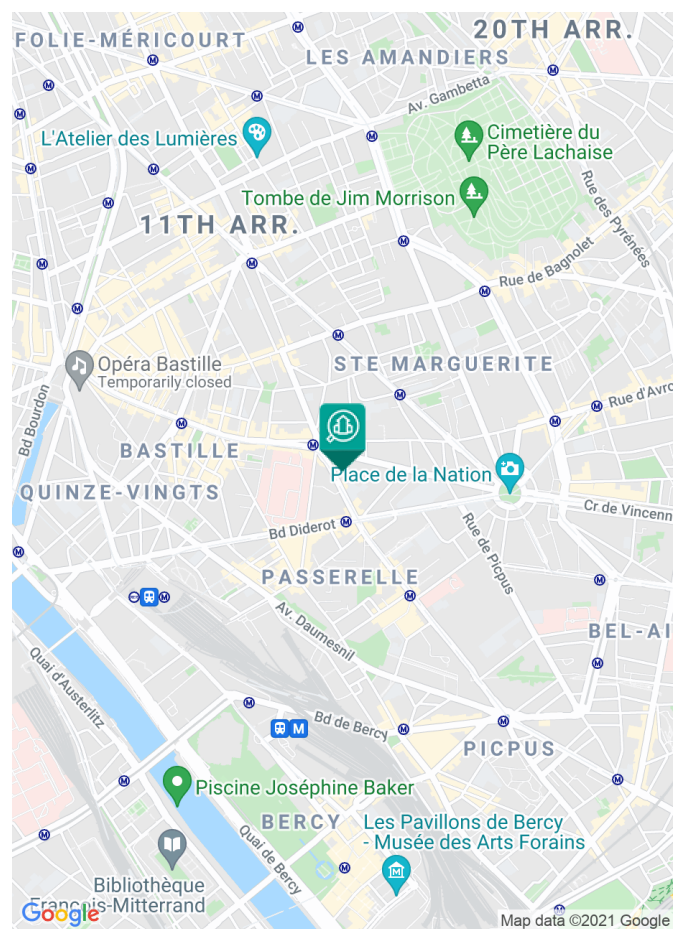 20TH ARR.
FOLIE-MÉRICOURT
LES AMANDIERS
Av. Gambetta
L'Atelier des Lumières
Cimetière du
Père Lachaise
Tombe de Jim Morrison
Rue des Pyrénées
11TH ARR.
Rue de Bagnolet
Opéra Bastille
Temporarily closed
STE MARGUERITE
Rue d'Avro
Bd Bourdon
BASTILLE
Place de la Nation
QUINZE-VINGTS
Cr de Vincenn
Bd Diderot
Rue de Picpus
PASSERELLE
Av. Daumesnil
BEL-AI
Quai d'Austerlitz
Bd de Bercy
M
PICPUS
Piscine Joséphine Baker
BERCY
Les Pavillons de Bercy
- Musée des Arts Forains
Quai de Bercy
Bibliothèque
François-Mitterrand
Google
Map data ©2021 Google